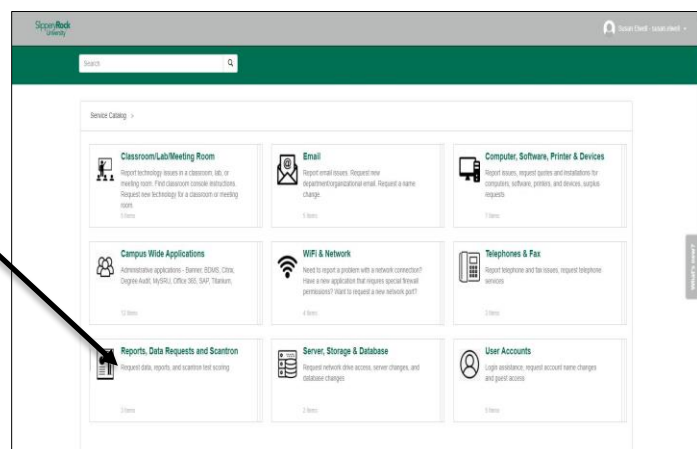 SlipperyRock
University
Susan Elwell - susan.elwell
Search
Service Catalog >
Classroom/Lab/Meeting Room
Report technology issues in a classroom, lab, or
meeting room. Find classroom console instructions.
Request new technology for a classroom or meeting
room.
5 Items
Email
Report email issues. Request new
department/organizational email. Request a name
change.
5 Items
Computer, Software, Printer & Devices
Report issues, request quotes and installations for
computers, software, printers, and devices, surplus
requests
7 Items
Campus Wide Applications
Administrative applications - Banner, BDMS, Citrix,
Degree Audit, MySRU, Office 365, SAP, Titanium,
12 Items
WiFi & Network
Need to report a problem with a network connection?
Have a new application that requires special firewall
permissions? Want to request a new network port?
4 Items
Telephones & Fax
Report telephone and fax issues, request telephone
services
3 Items
What's new?
Reports, Data Requests and Scantron
Request data, reports, and scantron test scoring
3 Items
Server, Storage & Database
Request network drive access, server changes, and
database changes
2 Items
User Accounts
Login assistance, request account name changes
and guest access
5 Items